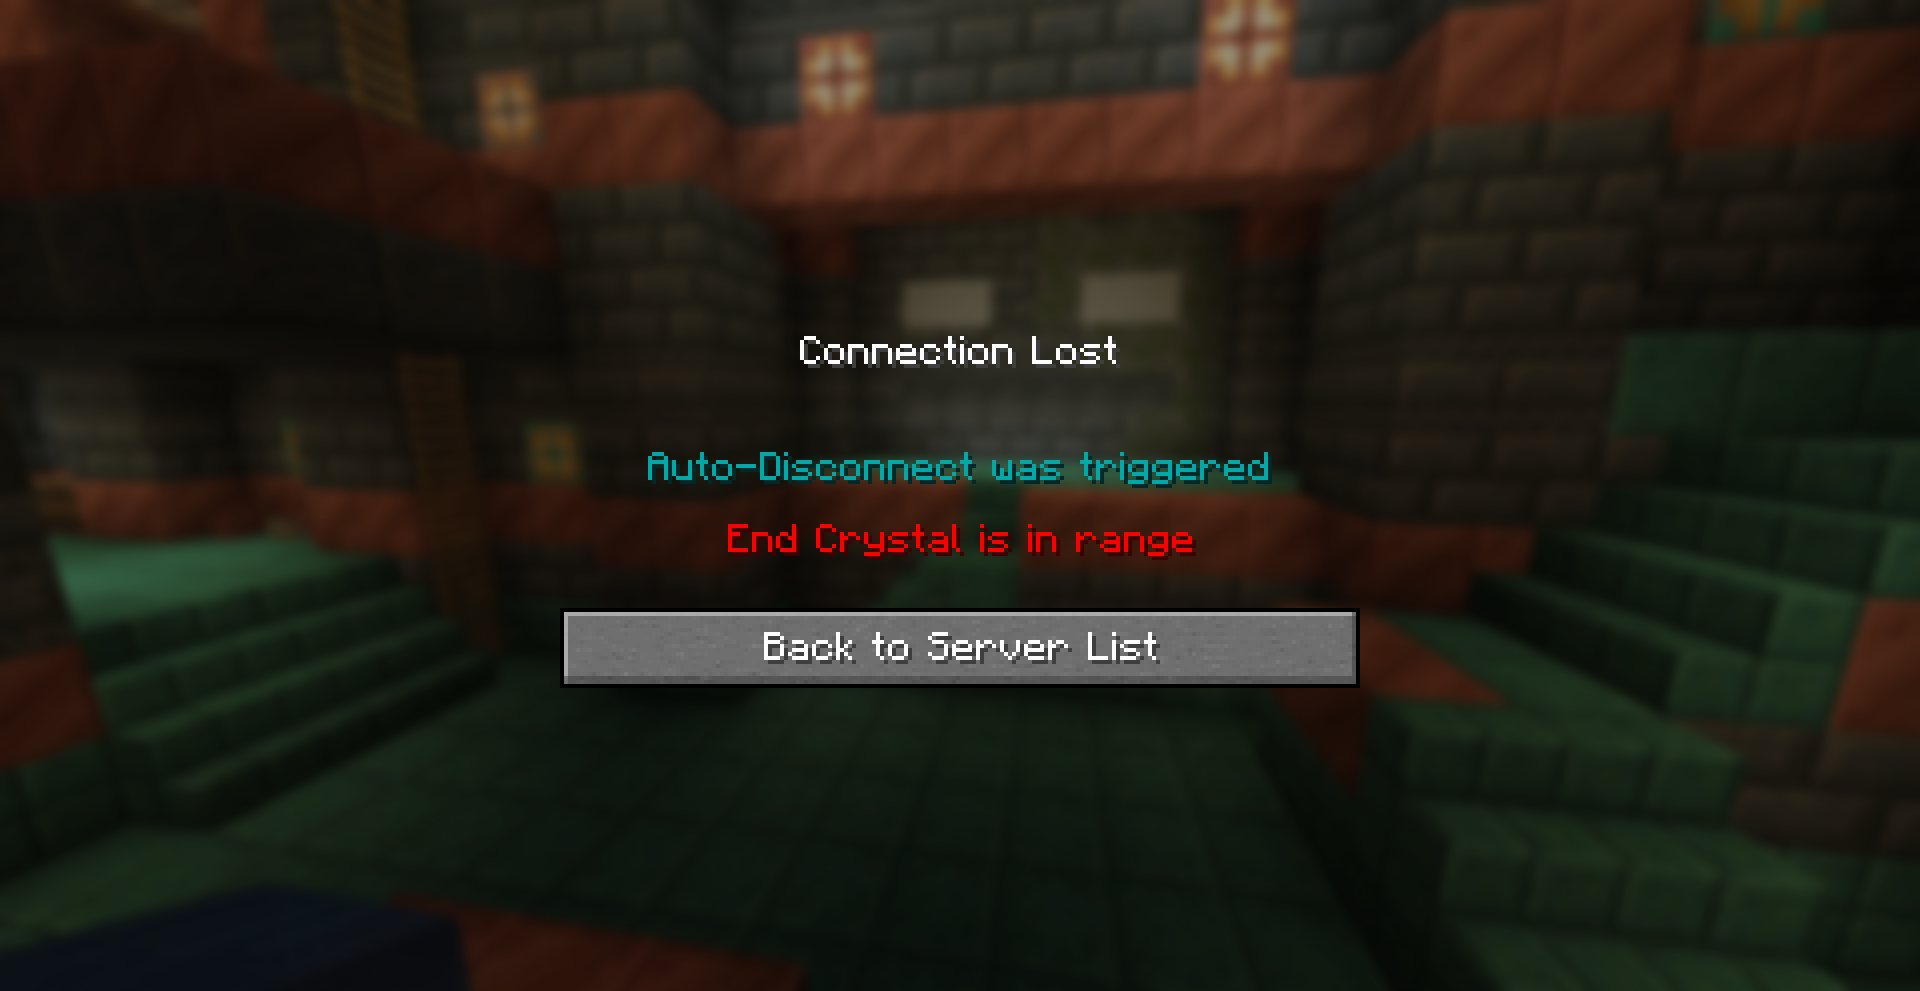 Connection Lost
Auto-Disconnect was triggered
End Crystal is in range
Back to Server List